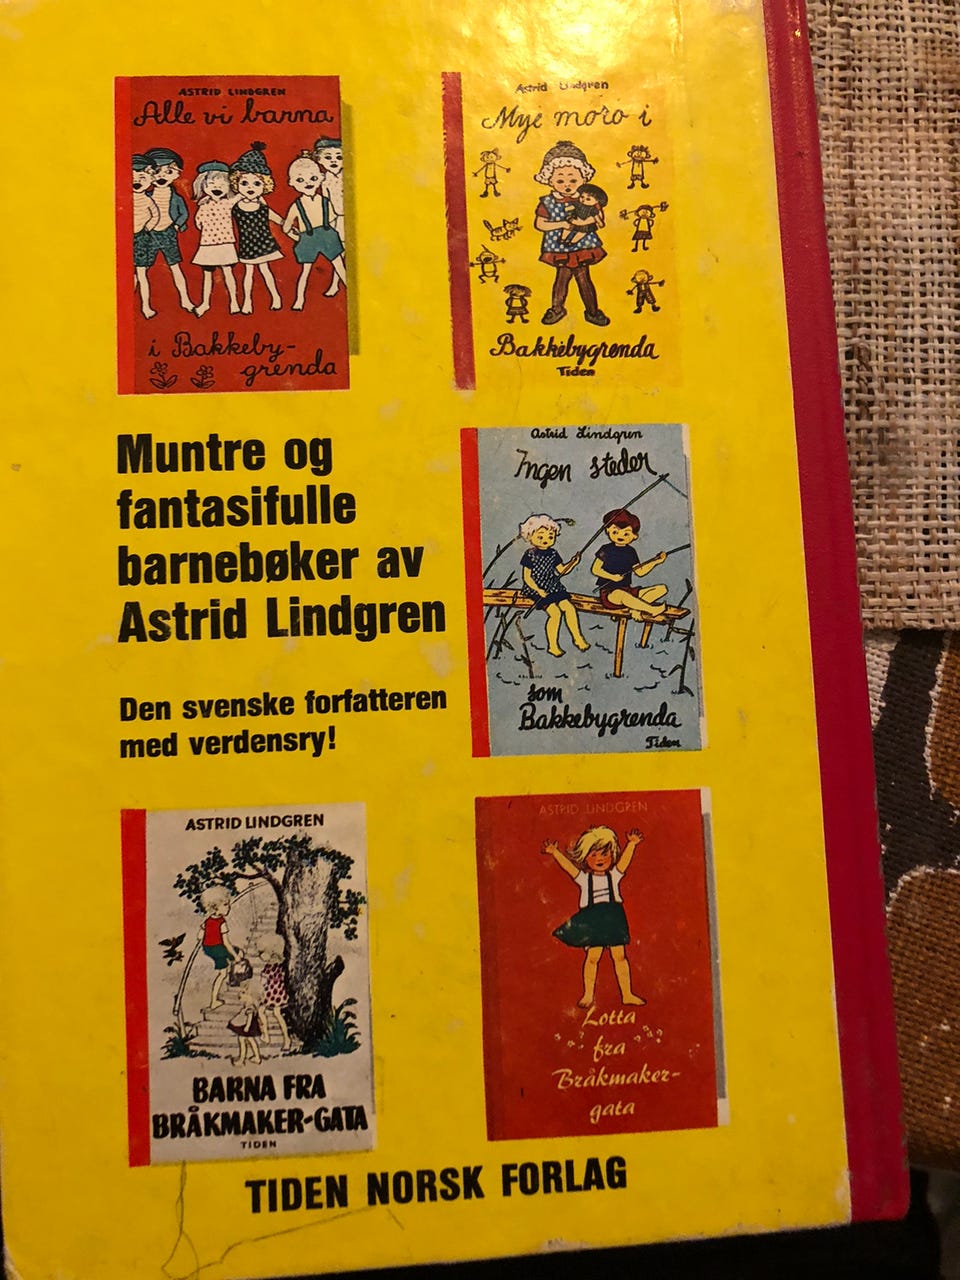 ASTRID LINDGREN
Alle vi barna
i Bakkeby-
grenda
Astrid Lindgren
Mye moro i
Bakkebygrenda
Tiden
Muntre og
fantasifulle
barnebøker av
Astrid Lindgren
Den svenske forfatteren
med verdensry!
Astrid Lindgren
Ingen steder
som
Bakkebygrenda
Tiden
ASTRID LINDGREN
BARNA FRA
BRÅKMAKER-GATA
TIDEN
ASTRID LINDGREN
Lotta
fra
Bråkmaker-
gata
TIDEN NORSK FORLAG